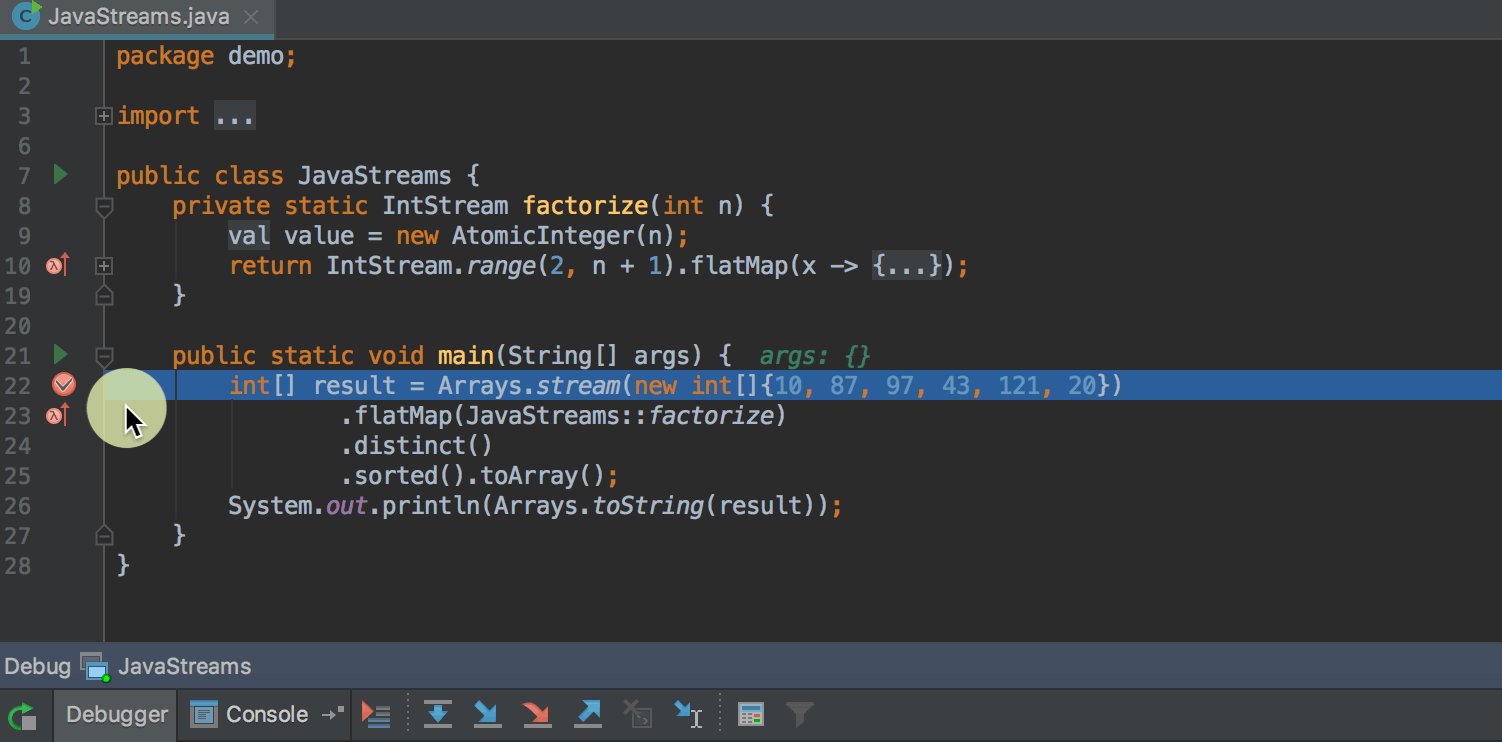 JavaStreams.java
1 package demo;
2
3 import ...
6
7 public class JavaStreams {
8 private static IntStream factorize(int n) {
9 val value = new AtomicInteger(n);
10 return IntStream.range(2, n + 1).flatMap(x -> {...});
19 }
20
21 public static void main(String[] args) { args: {}
22 int[] result = Arrays.stream(new int[]{10, 87, 97, 43, 121, 20})
23 .flatMap(JavaStreams::factorize)
24 .distinct()
25 .sorted().toArray();
26 System.out.println(Arrays.toString(result));
27 }
28 }
Debug JavaStreams
Debugger Console